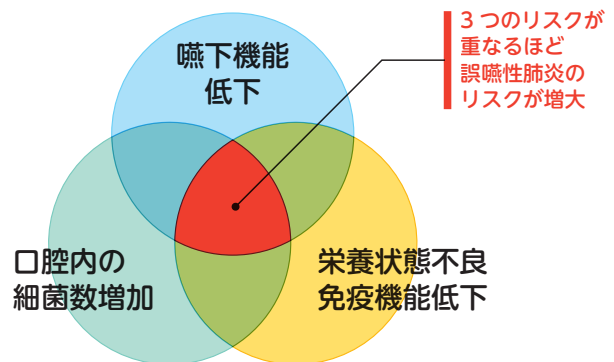 嚥下機能
低下
3つのリスクが
重なるほど
誤嚥性肺炎の
リスクが増大
口腔内の
細菌数増加
栄養状態不良
免疫機能低下